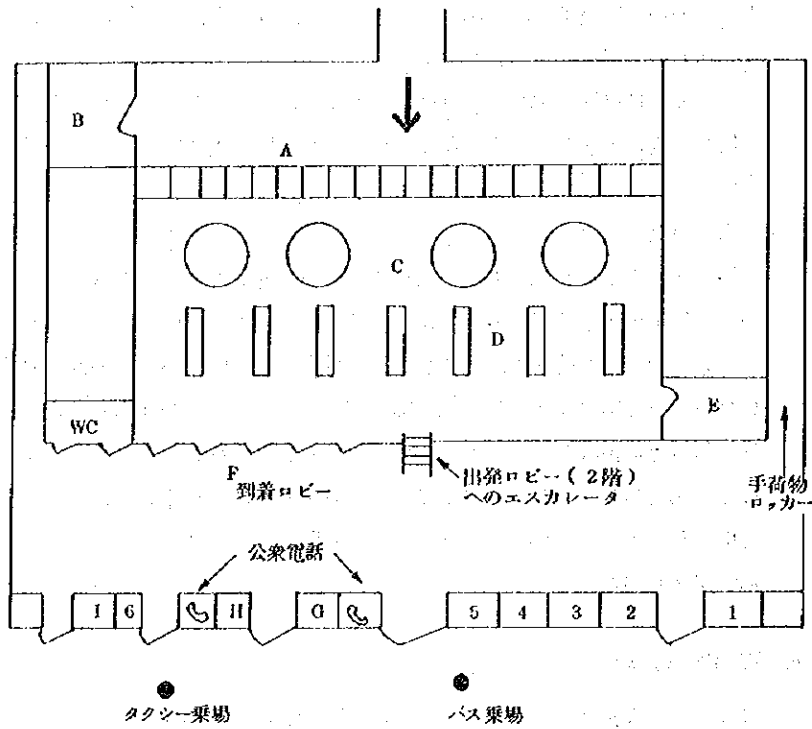 B
A
C
D
E
WC
F
到着ロビー
出発ロビー(2階)
へのエスカレータ
手荷物
ロッカー
公衆電話
I 6 H G 5 4 3 2 1
タクシー乗場
バス乗場